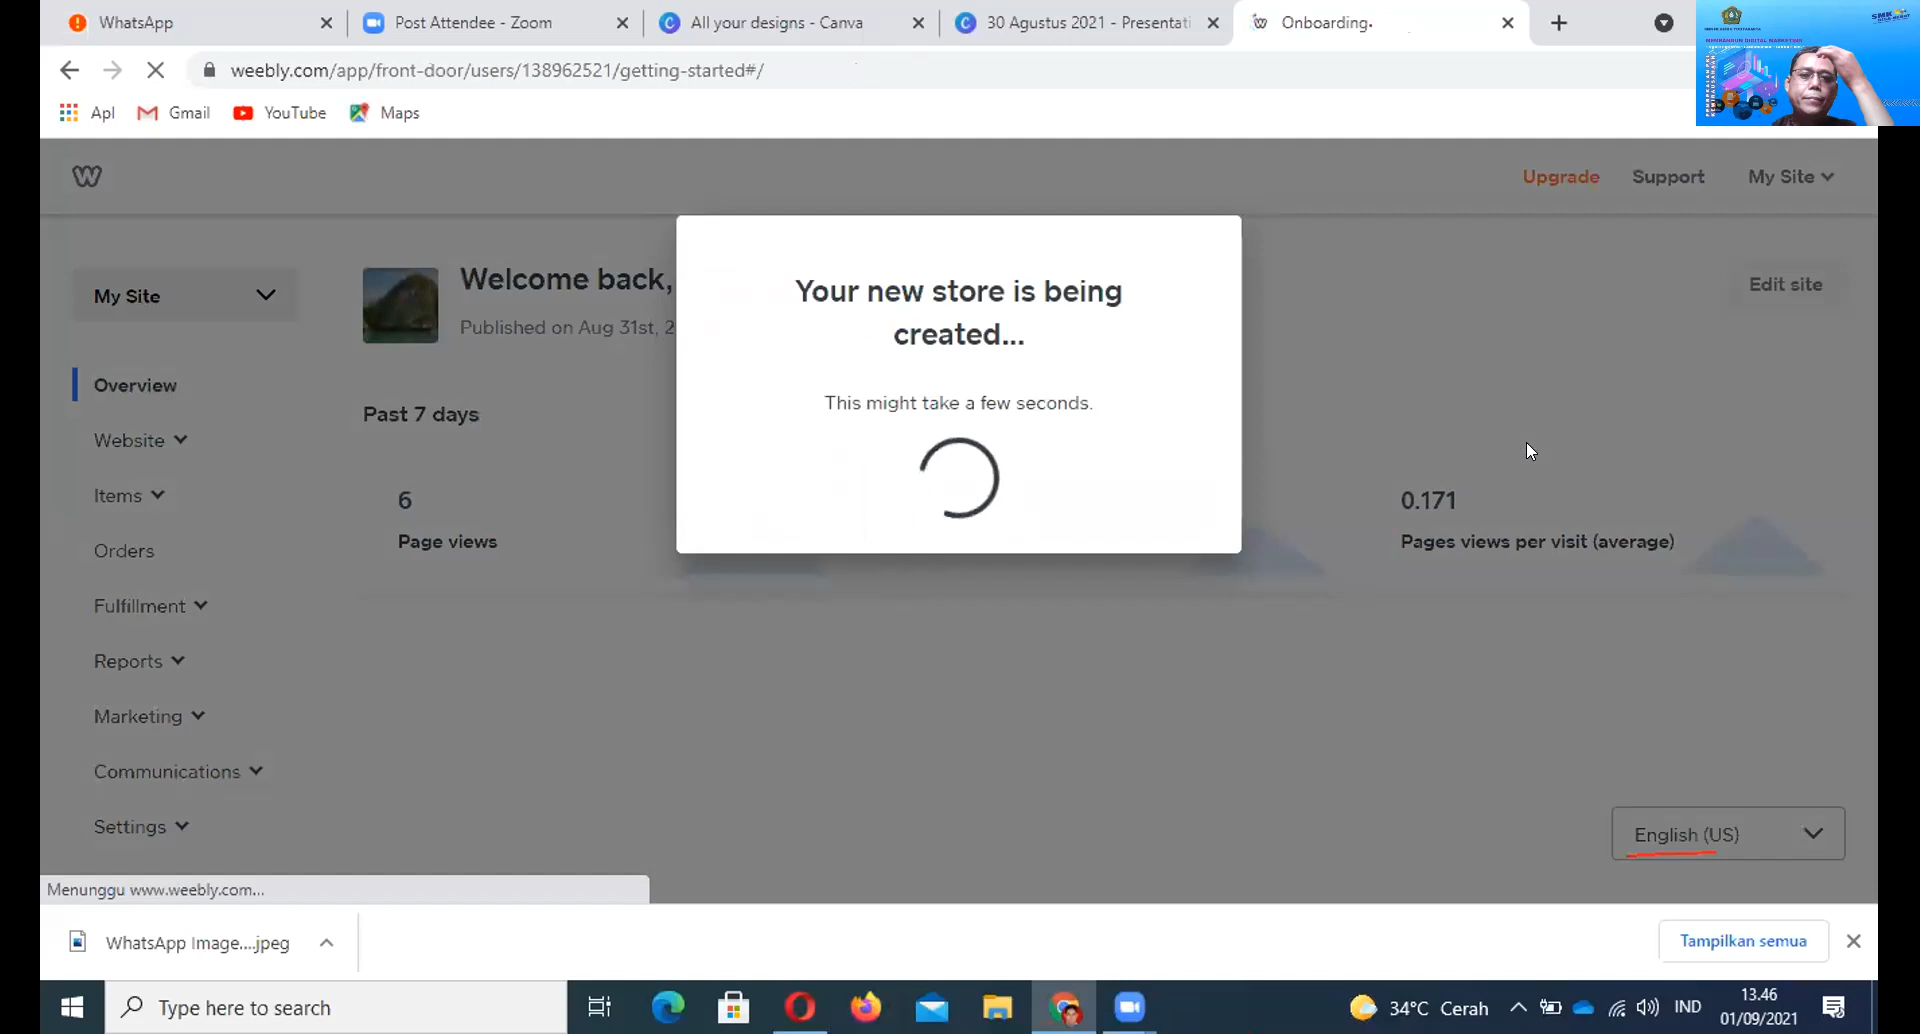 WhatsApp
Post Attendee - Zoom
All your designs - Canva
30 Agustus 2021 - Presentati
Onboarding
weebly.com/app/front-door/users/138962521/getting-started#/
Apl
Gmail
YouTube
Maps
MEMBANGUN DIGITAL MARKETING
Upgrade
Support
My Site
My Site
Welcome back,
Published on Aug 31st, 2
Edit site
Your new store is being
created...
This might take a few seconds.
Overview
Website
Items
Orders
Fulfillment
Reports
Marketing
Communications
Settings
Past 7 days
6
Page views
0.171
Pages views per visit (average)
English (US)
Menunggu www.weebly.com...
WhatsApp Image....jpeg
Tampilkan semua
Type here to search
34°C Cerah
IND
13.46
01/09/2021